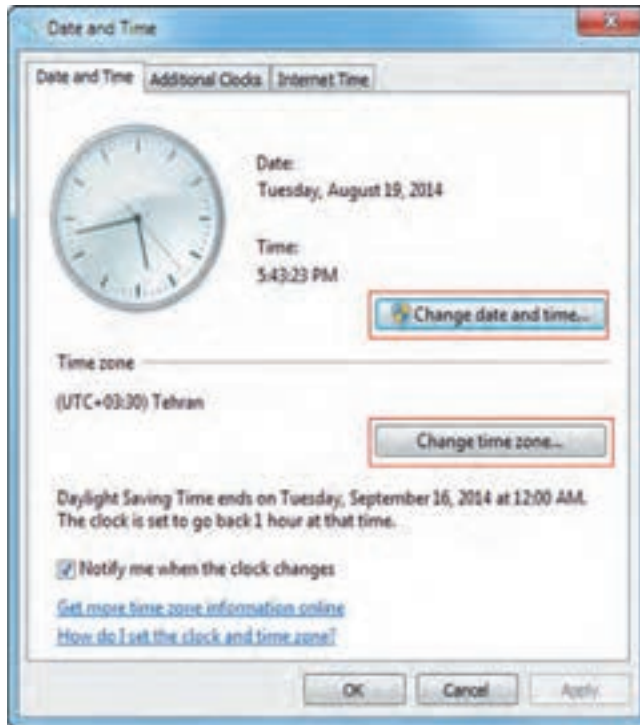 Date and Time
Date and Time Additional Clocks Internet Time
Date:
Tuesday, August 19, 2014
Time:
5:43:23 PM
Change date and time...
Time zone
(UTC+03:30) Tehran
Change time zone...
Daylight Saving Time ends on Tuesday, September 16, 2014 at 12:00 AM.
The clock is set to go back 1 hour at that time.
Notify me when the clock changes
Get more time zone information online
How do I set the clock and time zone?
OK Cancel Apply